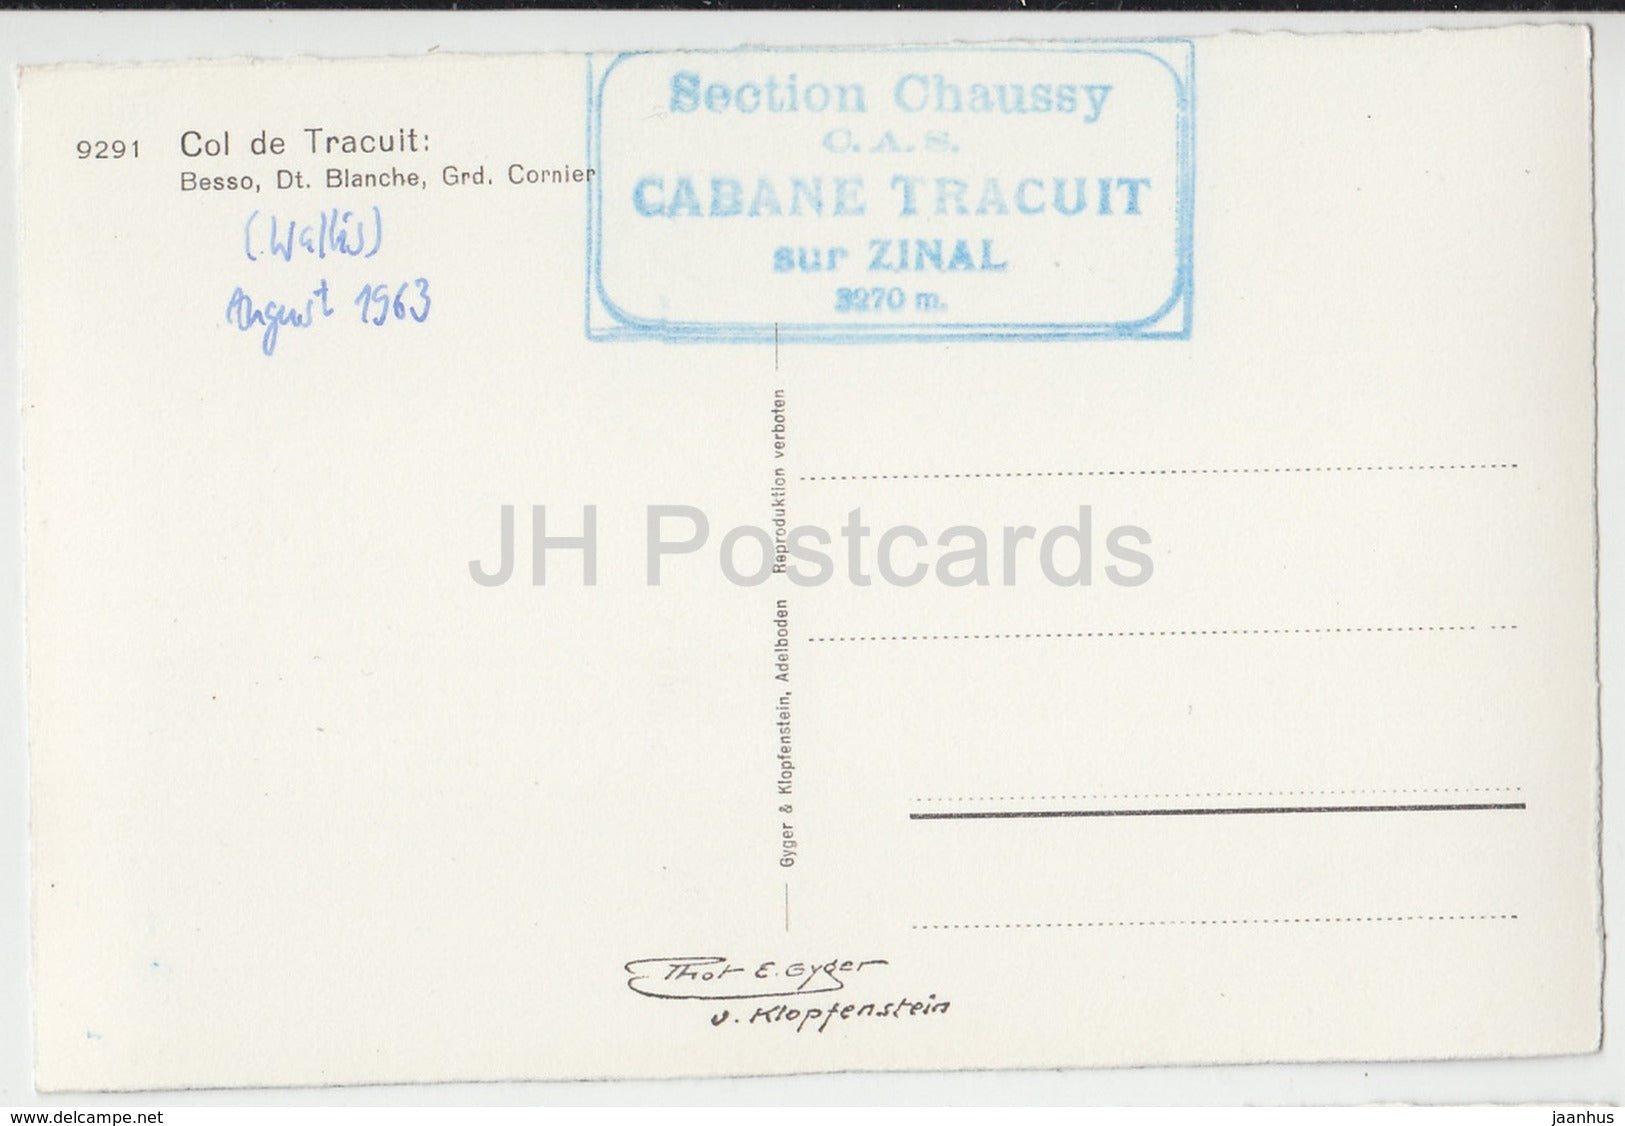 Section Chaussy
C.A.S.
CABANE TRACUIT
sur ZINAL
3270 m.
9291 Col de Tracuit:
Besso, Dt. Blanche, Grd. Cornier
(Wallis)
August 1963
Gyger & Klopfenstein, Adelboden Reproduktion verboten
JH Postcards
Phot E. Gyger
u. Klopfenstein
www.delcampe.net
jaanhus